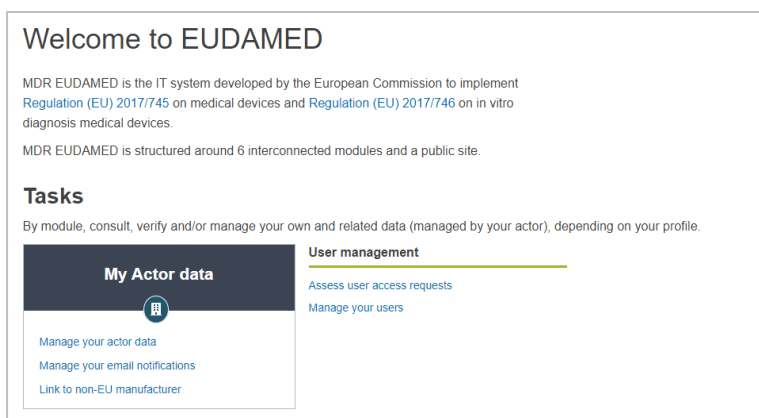 Welcome to EUDAMED
MDR EUDAMED is the IT system developed by the European Commission to implement
Regulation (EU) 2017/745 on medical devices and Regulation (EU) 2017/746 on in vitro
diagnosis medical devices.
MDR EUDAMED is structured around 6 interconnected modules and a public site.
Tasks
By module, consult, verify and/or manage your own and related data (managed by your actor), depending on your profile.
My Actor data
Manage your actor data
Manage your email notifications
Link to non-EU manufacturer
User management
Assess user access requests
Manage your users